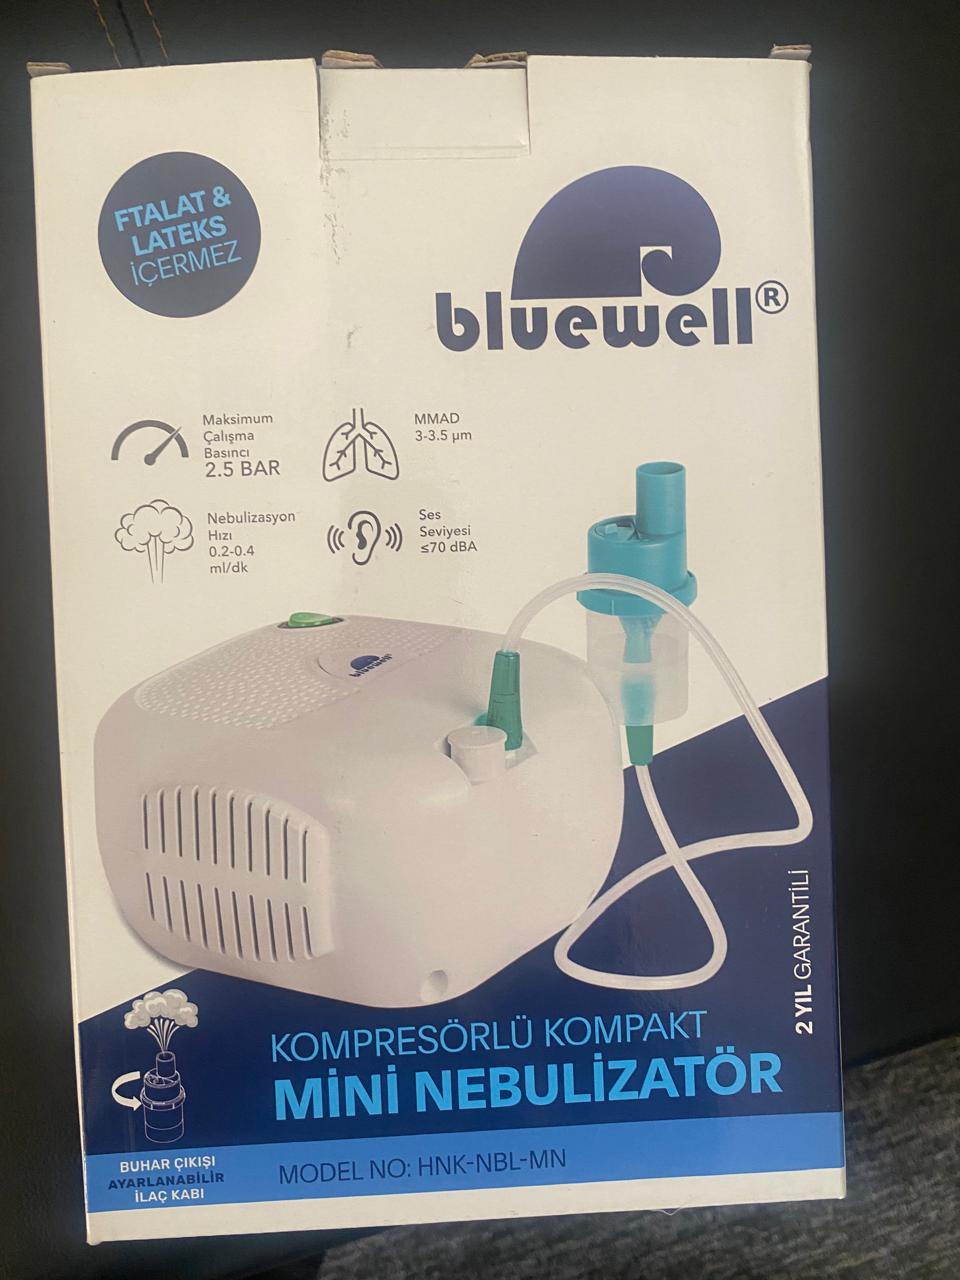 FTALAT &
LATEKS
İÇERMEZ
bluewell®
Maksimum
Çalışma
Basıncı
2.5 BAR
MMAD
3-3.5 µm
Nebulizasyon
Hızı
0.2-0.4
ml/dk
Ses
Seviyesi
≤70 dBA
bluewell
2 YIL GARANTİLİ
KOMPRESÖRLÜ KOMPAKT
MİNİ NEBULİZATÖR
BUHAR ÇIKIŞI
AYARLANABİLİR
İLAÇ KABI
MODEL NO: HNK-NBL-MN